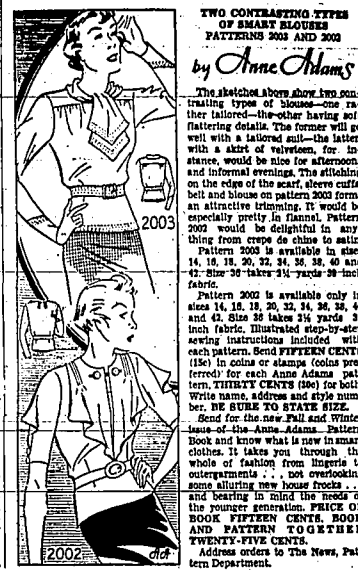 TWO CONTRASTING TYPES
OF SMART BLOUSES
PATTERNS 2003 AND 2002
by Anne Adams
The sketches above show two con-
trasting types of blouses—one ra-
ther tailored—the other having sof
flattering details. The former will g
well with a tailored suit—the latter
with a skirt of velveteen, for in-
stance, would be nice for afternoon
and informal evenings. The stitching
on the edge of the scarf, sleeve cuffs
belt and blouse on pattern 2003 form
an attractive trimming. It would b
especially pretty in flannel. Pattern
2002 would be delightful in any-
thing from crepe de chine to satin
Pattern 2003 is available in size
14, 16, 18, 20, 32, 34, 36, 38, 40 an
42. Size 36 takes yards 39 inch
fabric.
Pattern 2002 is available only i
sizes 14, 16, 18, 20, 32, 34, 36, 38, 4
and 42. Size 36 takes yards 3
inch fabric. Illustrated step-by-ste
sewing instructions included wit
each pattern. Send FIFTEEN CENT
(15c) in coins or stamps (coins pre
ferred) for each Anne Adams pat
tern, THIRTY CENTS (30c) for both
Write name, address and style num
ber. BE SURE TO STATE SIZE.
Send for the new Fall and Winte
issue of the Anne Adams Pattern
Book and know what is new in smar
clothes. It takes you through th
whole of fashion from lingerie t
outergarments . . . not overlookin
some alluring new house frocks . .
and bearing in mind the needs o
the younger generation. PRICE O
BOOK FIFTEEN CENTS. BOOK
AND PATTERN TOGETHER
TWENTY-FIVE CENTS.
Address orders to The News, Pat
tern Department.
2003
2002
AA